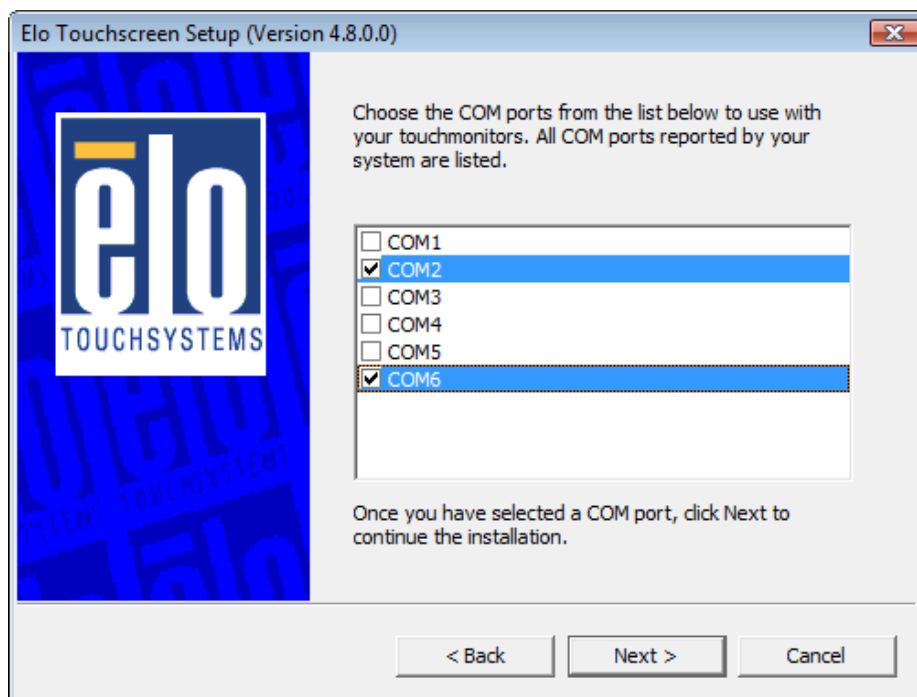 Elo Touchscreen Setup (Version 4.8.0.0)
Choose the COM ports from the list below to use with
your touchmonitors. All COM ports reported by your
system are listed.
elo
TOUCHSYSTEMS
COM1
COM2
COM3
COM4
COM5
COM6
Once you have selected a COM port, click Next to
continue the installation.
< Back
Next >
Cancel